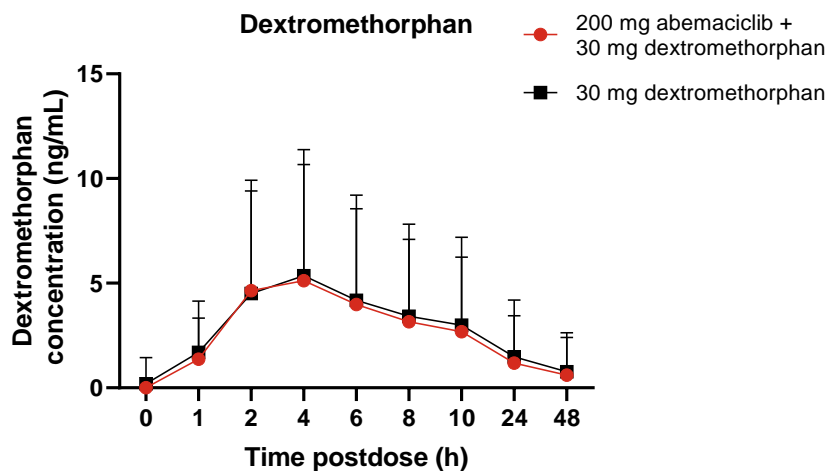 Dextromethorphan
200 mg abemaciclib +
30 mg dextromethorphan
30 mg dextromethorphan
Dextromethorphan
concentration (ng/mL)
15
10
5
0
0 1 2 4 6 8 10 24 48
Time postdose (h)